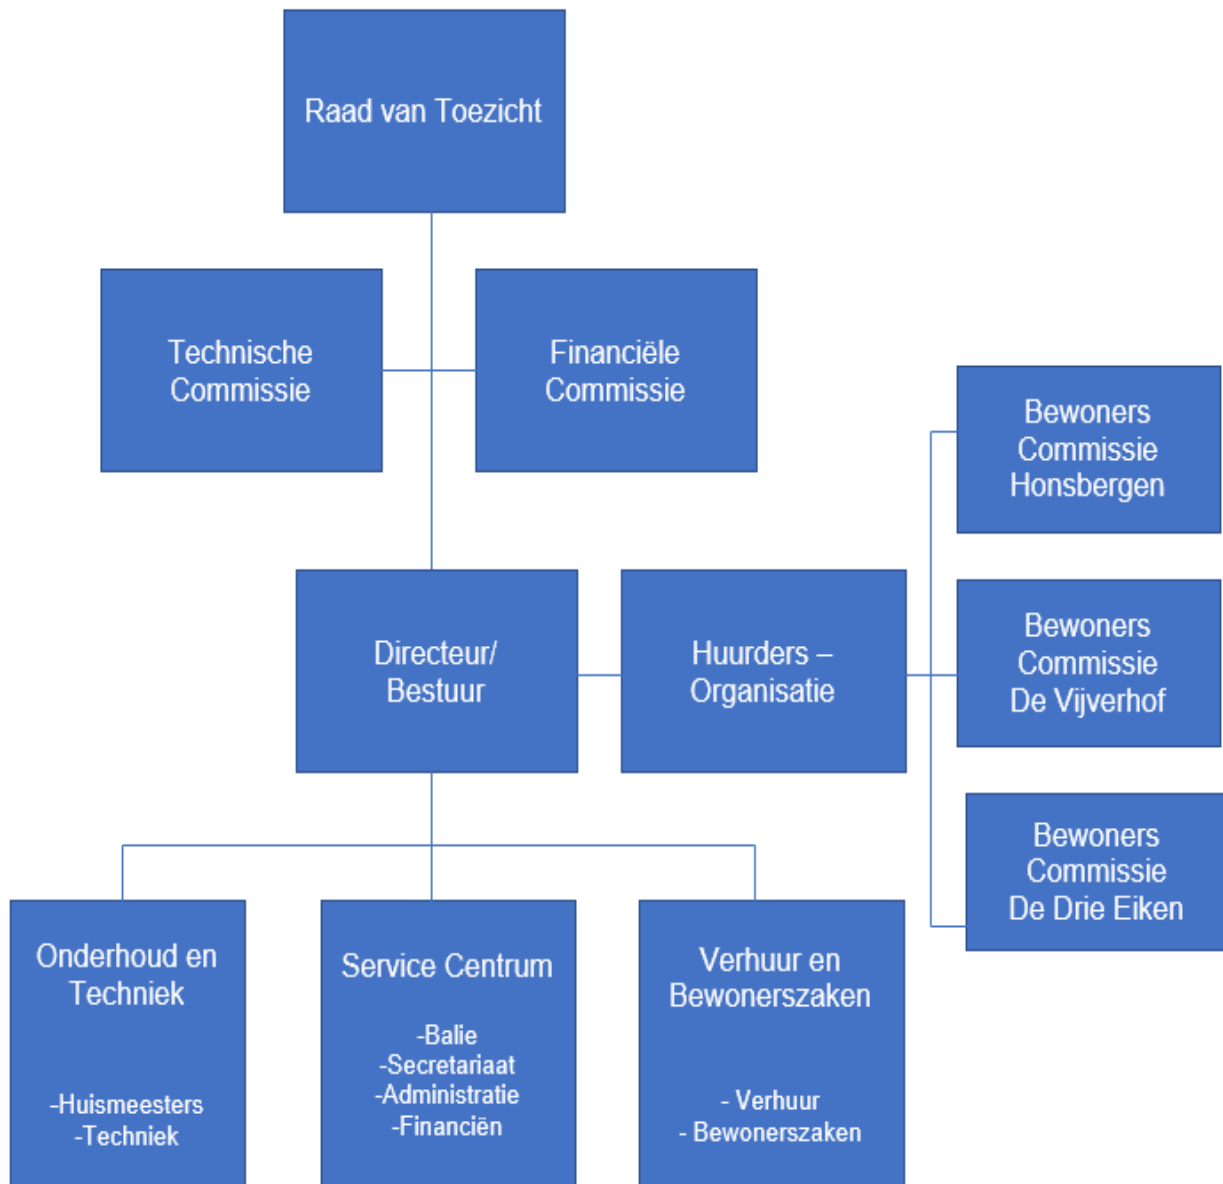 Raad van Toezicht
Technische
Commissie
Financiële
Commissie
Bewoners
Commissie
Honsbergen
Directeur/
Bestuur
Huurders –
Organisatie
Bewoners
Commissie
De Vijverhof
Bewoners
Commissie
De Drie Eiken
Onderhoud en
Techniek
-Huismeesters
-Techniek
Service Centrum
-Balie
-Secretariaat
-Administratie
-Financiën
Verhuur en
Bewonerszaken
- Verhuur
- Bewonerszaken